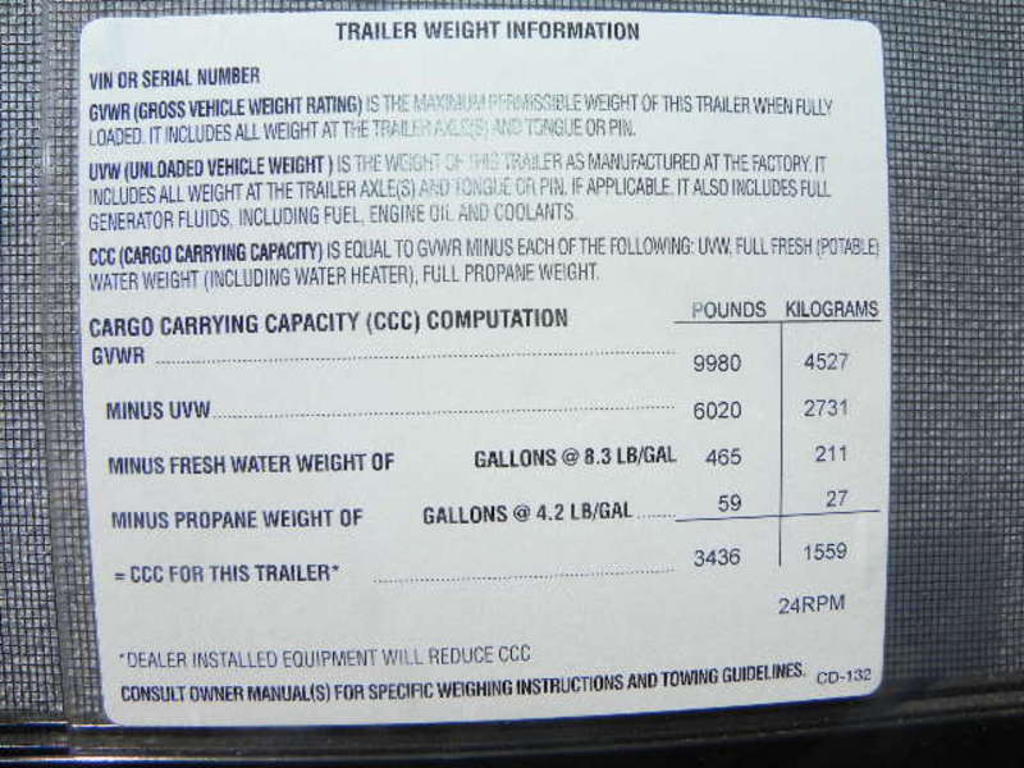 TRAILER WEIGHT INFORMATION
VIN OR SERIAL NUMBER
GVWR (GROSS VEHICLE WEIGHT RATING) IS THE MAXIMUM PERMISSIBLE WEIGHT OF THIS TRAILER WHEN FULLY
LOADED. IT INCLUDES ALL WEIGHT AT THE TRAILER AXLE(S) AND TONGUE OR PIN.
UVW (UNLOADED VEHICLE WEIGHT ) IS THE WEIGHT OF THIS TRAILER AS MANUFACTURED AT THE FACTORY. IT
INCLUDES ALL WEIGHT AT THE TRAILER AXLE(S) AND TONGUE OR PIN. IF APPLICABLE, IT ALSO INCLUDES FULL
GENERATOR FLUIDS, INCLUDING FUEL, ENGINE OIL AND COOLANTS.
CCC (CARGO CARRYING CAPACITY) IS EQUAL TO GVWR MINUS EACH OF THE FOLLOWING: UVW, FULL FRESH (POTABLE)
WATER WEIGHT (INCLUDING WATER HEATER), FULL PROPANE WEIGHT.
CARGO CARRYING CAPACITY (CCC) COMPUTATION POUNDS KILOGRAMS
GVWR 9980 4527
MINUS UVW 6020 2731
MINUS FRESH WATER WEIGHT OF GALLONS @ 8.3 LB/GAL 465 211
MINUS PROPANE WEIGHT OF GALLONS @ 4.2 LB/GAL 59 27
= CCC FOR THIS TRAILER* 3436 1559
24RPM
*DEALER INSTALLED EQUIPMENT WILL REDUCE CCC
CONSULT OWNER MANUAL(S) FOR SPECIFIC WEIGHING INSTRUCTIONS AND TOWING GUIDELINES. CD-132